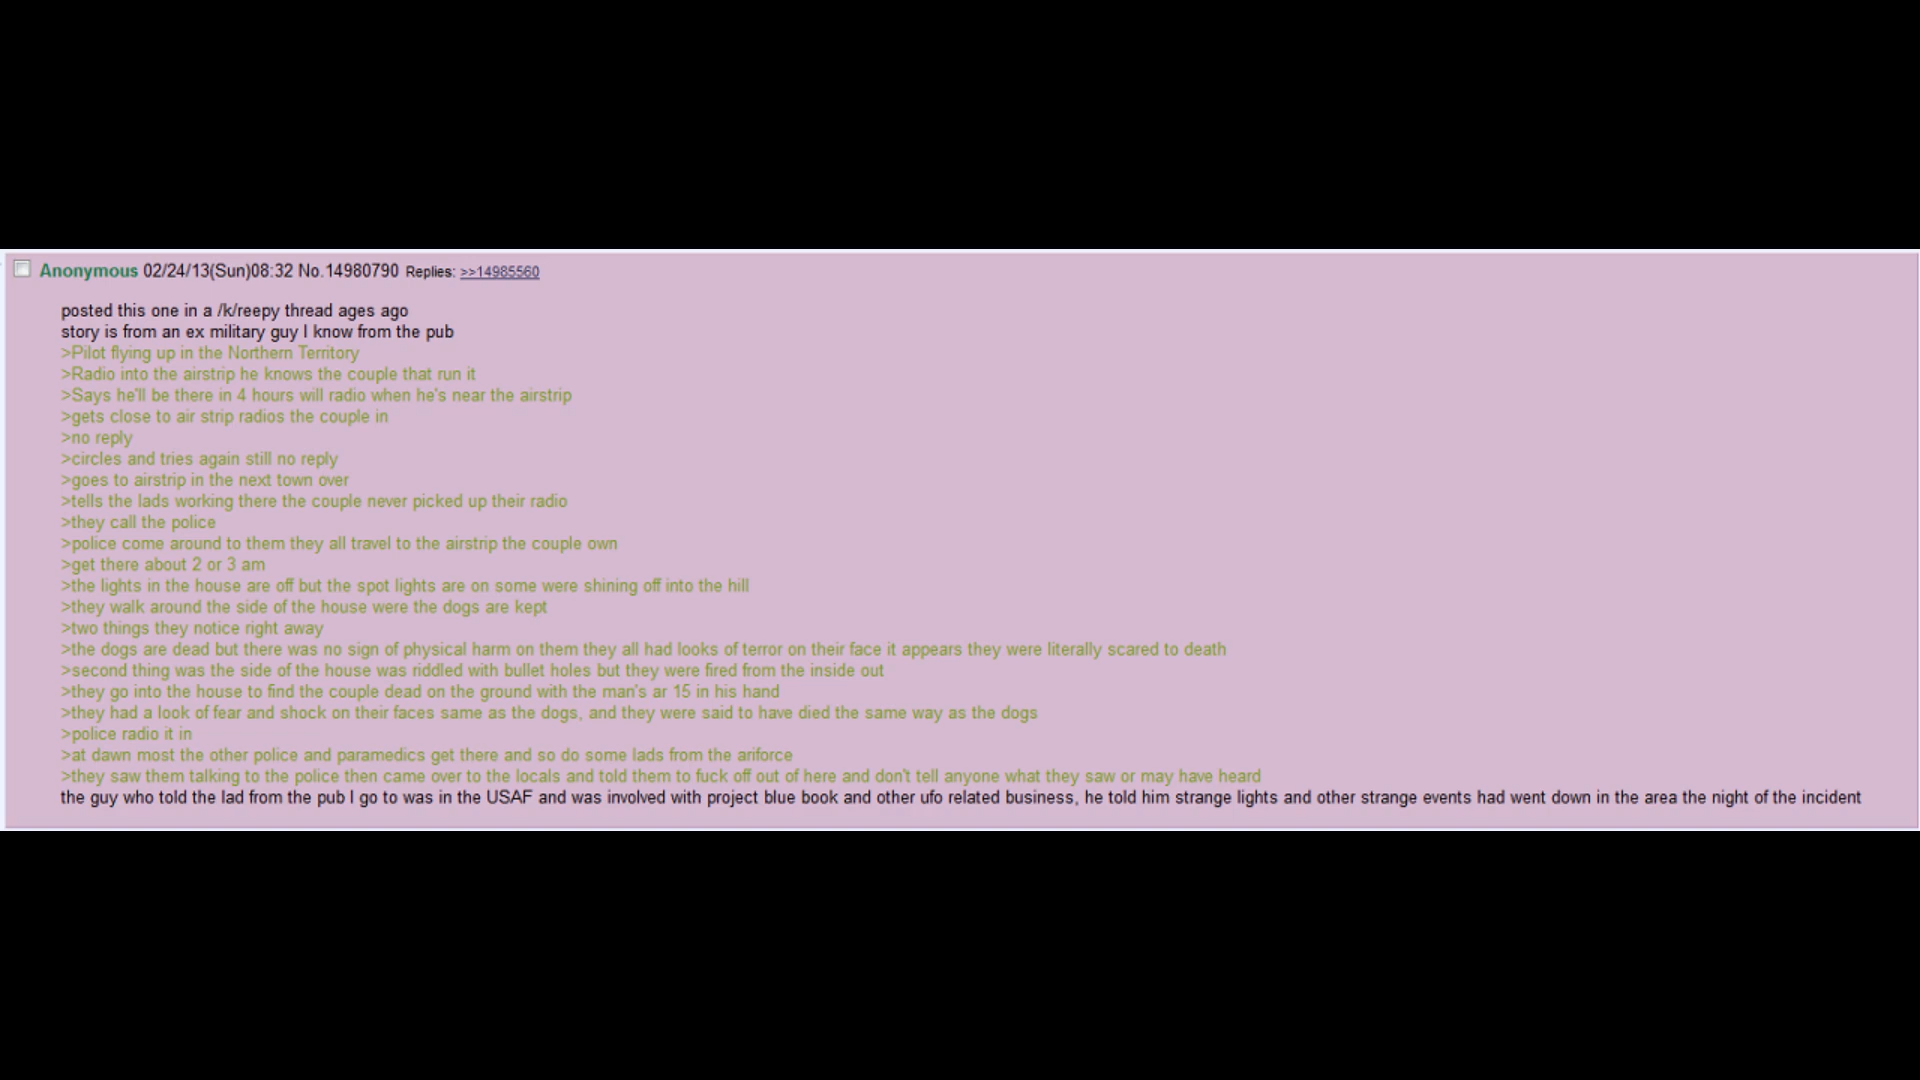 Anonymous 02/24/13(Sun)08:32 No.14980790 Replies: >>14985560
posted this one in a /k/reepy thread ages ago
story is from an ex military guy I know from the pub
>Pilot flying up in the Northern Territory
>Radio into the airstrip he knows the couple that run it
>Says he'll be there in 4 hours will radio when he's near the airstrip
>gets close to air strip radios the couple in
>no reply
>circles and tries again still no reply
>goes to airstrip in the next town over
>tells the lads working there the couple never picked up their radio
>they call the police
>police come around to them they all travel to the airstrip the couple own
>get there about 2 or 3 am
>the lights in the house are off but the spot lights are on some were shining off into the hill
>they walk around the side of the house were the dogs are kept
>two things they notice right away
>the dogs are dead but there was no sign of physical harm on them they all had looks of terror on their face it appears they were literally scared to death
>second thing was the side of the house was riddled with bullet holes but they were fired from the inside out
>they go into the house to find the couple dead on the ground with the man's ar 15 in his hand
>they had a look of fear and shock on their faces same as the dogs, and they were said to have died the same way as the dogs
>police radio it in
>at dawn most the other police and paramedics get there and so do some lads from the ariforce
>they saw them talking to the police then came over to the locals and told them to fuck off out of here and don't tell anyone what they saw or may have heard
the guy who told the lad from the pub I go to was in the USAF and was involved with project blue book and other ufo related business, he told him strange lights and other strange events had went down in the area the night of the incident